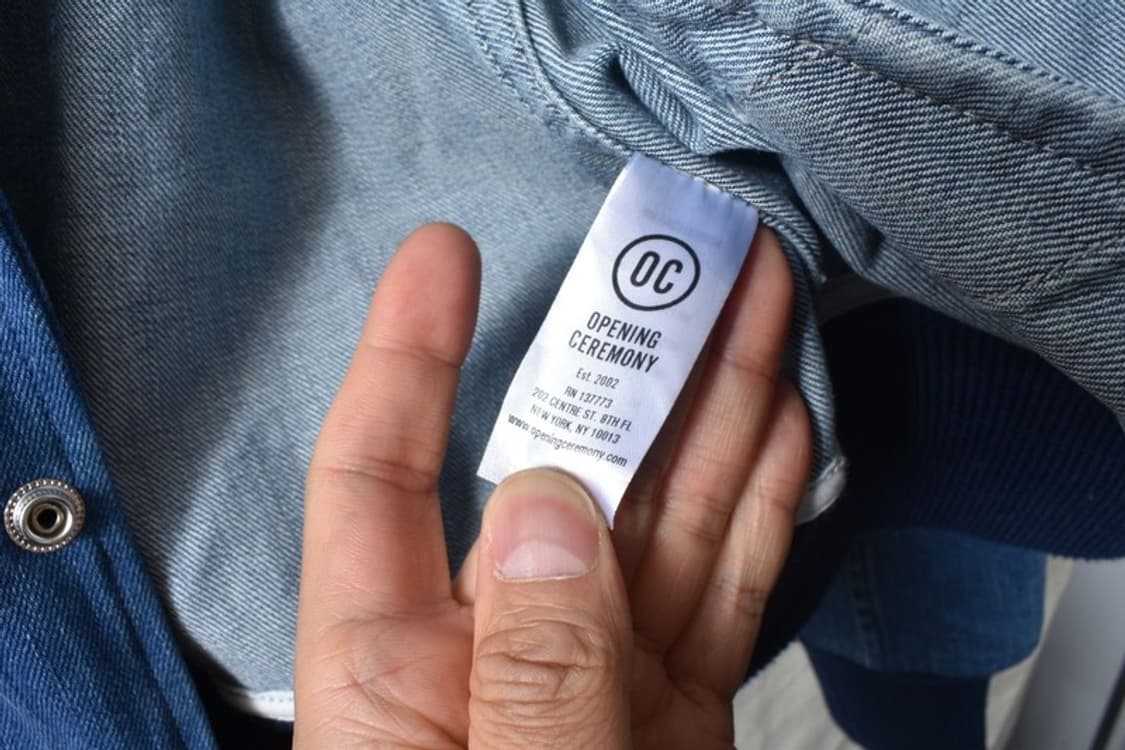 OC
OPENING
CEREMONY
Est. 2002
RN 137773
202 CENTRE ST. 8TH FL
NEW YORK, NY 10013
www.openingceremony.com